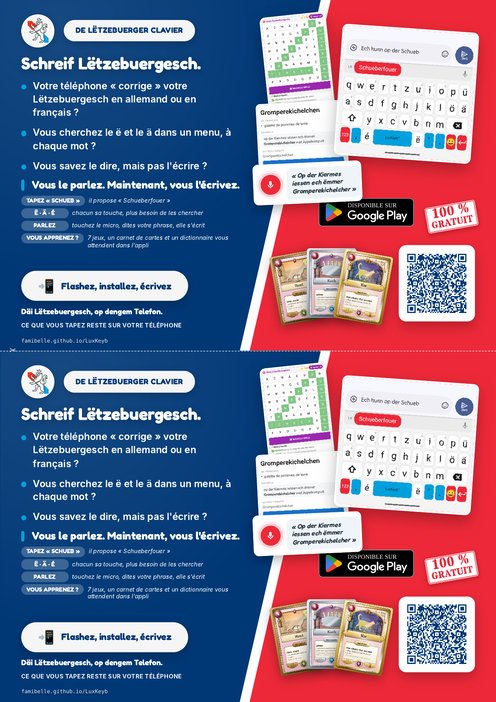 DE LËTZEBUERGER CLAVIER
Schreif Lëtzebuergesch.
Votre téléphone « corrige » votre
Lëtzebuergesch en allemand ou en
français ?
Vous cherchez le ë et le ä dans un menu, à
chaque mot ?
Vous savez le dire, mais pas l'écrire ?
Vous le parlez. Maintenant, vous l'écrivez.
TAPEZ « SCHUEB » il propose « Schueberfouer »
Ë · Ä · É chacun sa touche, plus besoin de les chercher
PARLEZ touchez le micro, dites votre phrase, elle s'écrit
VOUS APPRENEZ ? 7 jeux, un carnet de cartes et un dictionnaire vous
attendent dans l'appli
Flashez, installez, écrivez
Däi Lëtzebuergesch, op dengem Telefon.
CE QUE VOUS TAPEZ RESTE SUR VOTRE TÉLÉPHONE
famibelle.github.io/LuxKeyb
Gromperekichelchen
Ech hunn op der Schueb
Schueberfouer
q w e r t z u i o p ü
a s d f g h j k l ö ä
y x c v b n m
?123 é
« Op der Kiermes
iessen ech ëmmer
Gromperekichelcher »
DISPONIBLE SUR
Google Play
100 %
GRATUIT
DE LËTZEBUERGER CLAVIER
Schreif Lëtzebuergesch.
Votre téléphone « corrige » votre
Lëtzebuergesch en allemand ou en
français ?
Vous cherchez le ë et le ä dans un menu, à
chaque mot ?
Vous savez le dire, mais pas l'écrire ?
Vous le parlez. Maintenant, vous l'écrivez.
TAPEZ « SCHUEB » il propose « Schueberfouer »
Ë · Ä · É chacun sa touche, plus besoin de les chercher
PARLEZ touchez le micro, dites votre phrase, elle s'écrit
VOUS APPRENEZ ? 7 jeux, un carnet de cartes et un dictionnaire vous
attendent dans l'appli
Flashez, installez, écrivez
Däi Lëtzebuergesch, op dengem Telefon.
CE QUE VOUS TAPEZ RESTE SUR VOTRE TÉLÉPHONE
famibelle.github.io/LuxKeyb
Gromperekichelchen
Ech hunn op der Schueb
Schueberfouer
q w e r t z u i o p ü
a s d f g h j k l ö ä
y x c v b n m
?123 é
« Op der Kiermes
iessen ech ëmmer
Gromperekichelcher »
DISPONIBLE SUR
Google Play
100 %
GRATUIT